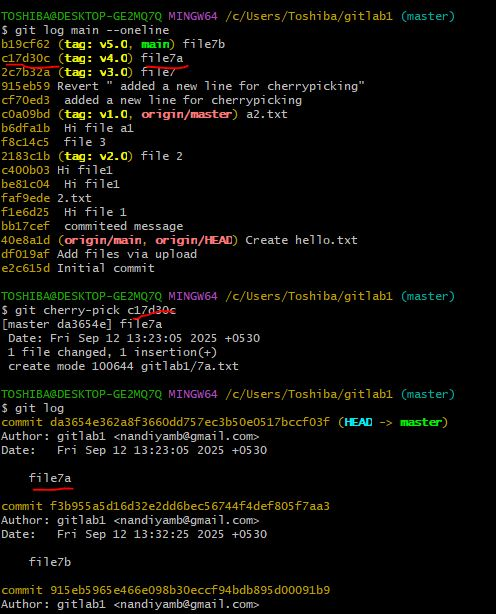 TOSHIBA@DESKTOP-GE2MQ7Q MINGW64 /c/Users/Toshiba/gitlab1 (master)
$ git log main --oneline
b19cf62 (tag: v5.0, main) file7b
c17d30c (tag: v4.0) file7a
2c7b32a (tag: v3.0) file7
915eb59 Revert " added a new line for cherrypicking"
cf70ed3  added a new line for cherrypicking
c0a09bd (tag: v1.0, origin/master) a2.txt
b6dfa1b  Hi file a1
f8c14c5  file 3
2183c1b (tag: v2.0) file 2
c400b03 Hi file1
be81c04  Hi file1
faf9ede 2.txt
f1e6d25  Hi file 1
bb17cef  commiteed message
40e8a1d (origin/main, origin/HEAD) Create hello.txt
df019af Add files via upload
e2c615d Initial commit
TOSHIBA@DESKTOP-GE2MQ7Q MINGW64 /c/Users/Toshiba/gitlab1 (master)
$ git cherry-pick c17d30c
[master da3654e] file7a
 Date: Fri Sep 12 13:23:05 2025 +0530
 1 file changed, 1 insertion(+)
 create mode 100644 gitlab1/7a.txt
TOSHIBA@DESKTOP-GE2MQ7Q MINGW64 /c/Users/Toshiba/gitlab1 (master)
$ git log
commit da3654e362a8f3660dd757ec3b50e0517bccf03f (HEAD -> master)
Author: gitlab1 <nandiyamb@gmail.com>
Date:   Fri Sep 12 13:23:05 2025 +0530
    file7a
commit f3b955a5d16d32e2dd6bec56744f4def805f7aa3
Author: gitlab1 <nandiyamb@gmail.com>
Date:   Fri Sep 12 13:32:25 2025 +0530
    file7b
commit 915eb5965e466e098b30eccf94bdb895d00091b9
Author: gitlab1 <nandiyamb@gmail.com>